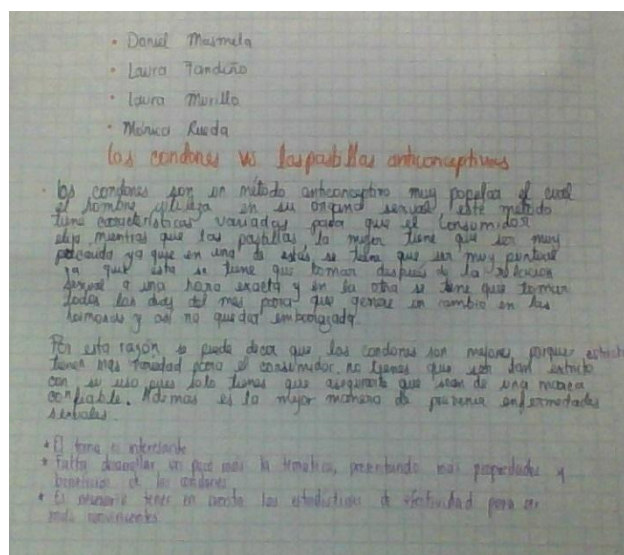 • Daniel Musmela
• Laura Fandiño
• Laura Murillo
• Mónica Rueda
los condones vs. las pastillas anticonceptivas
• los condones son un método anticonceptivo muy popular el cual
el hombre utiliza en su organo sexual este método
tiene características variadas para que el consumidor
elija mientras que las pastillas la mujer tiene que ser muy
ya que en una de estas se tiene que ser muy puntual
ya que esta se tiene que tomar después de la relación
sexual a una hora exacta y en la otra se tiene que tomar
todos los días del mes para que genere un cambio en las
hormonas y así no quedar embarazada.
Por esta razón se puede decir que los condones son mejores, porque
tienen más variedad para el consumidor, no tienes que ser tan estricto
con su uso pues solo tienes que asegurarte que sean de una marca
confiable. Ademas es la mejor manera de prevenir enfermedades
sexuales.
* El tema es interesante
* Falta desarrollar un poco más la temática, presentando más propiedades y
beneficios de los condones
* Es necesario tener en cuenta las estadísticas de efectividad para ser
más convincentes